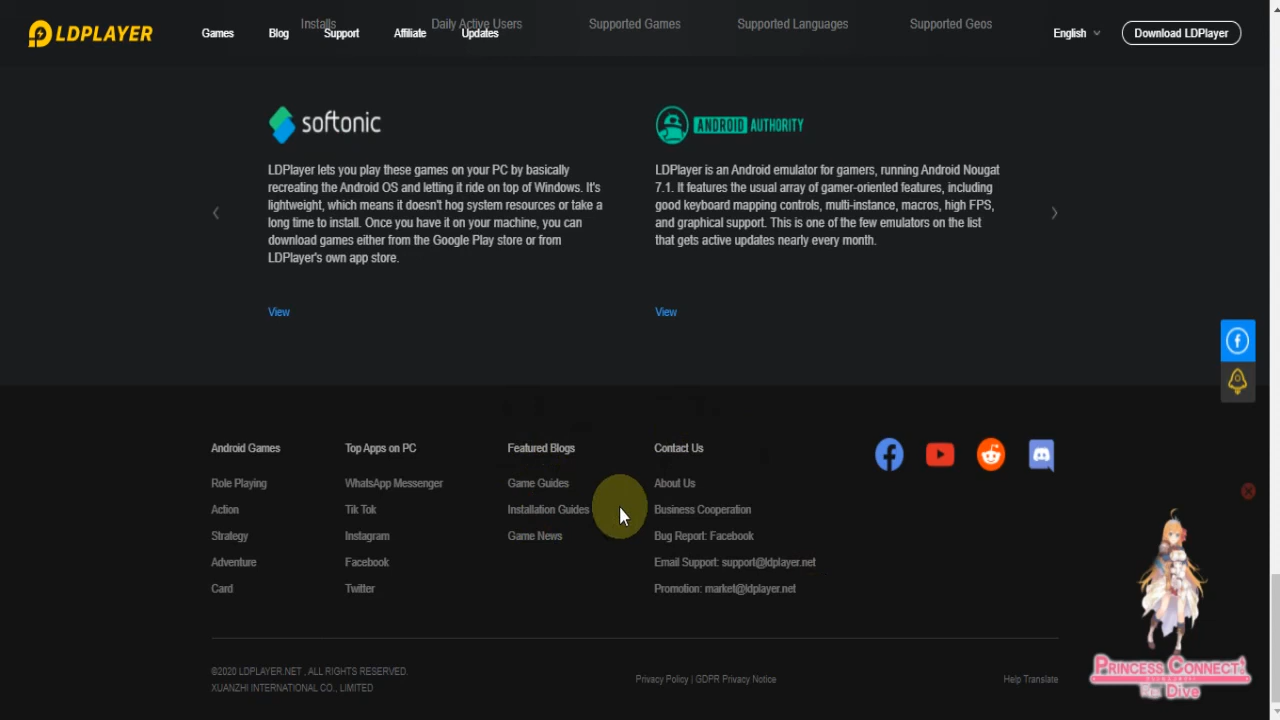 Installs
Daily Active Users
Supported Games
Supported Languages
Supported Geos
LDPLAYER
Games
Blog
Support
Affiliate
Updates
English
Download LDPlayer
softonic
LDPlayer lets you play these games on your PC by basically
recreating the Android OS and letting it ride on top of Windows. It's
lightweight, which means it doesn't hog system resources or take a
long time to install. Once you have it on your machine, you can
download games either from the Google Play store or from
LDPlayer's own app store.
View
ANDROID AUTHORITY
LDPlayer is an Android emulator for gamers, running Android Nougat
7.1. It features the usual array of gamer-oriented features, including
good keyboard mapping controls, multi-instance, macros, high FPS,
and graphical support. This is one of the few emulators on the list
that gets active updates nearly every month.
View
Android Games
Role Playing
Action
Strategy
Adventure
Card
Top Apps on PC
WhatsApp Messenger
Tik Tok
Instagram
Facebook
Twitter
Featured Blogs
Game Guides
Installation Guides
Game News
Contact Us
About Us
Business Cooperation
Bug Report: Facebook
Email Support: support@ldplayer.net
Promotion: market@ldplayer.net
©2020 LDPLAYER.NET , ALL RIGHTS RESERVED.
XUANZHI INTERNATIONAL CO., LIMITED
Privacy Policy | GDPR Privacy Notice
Help Translate
PRINCESS CONNECT!
Re: Dive